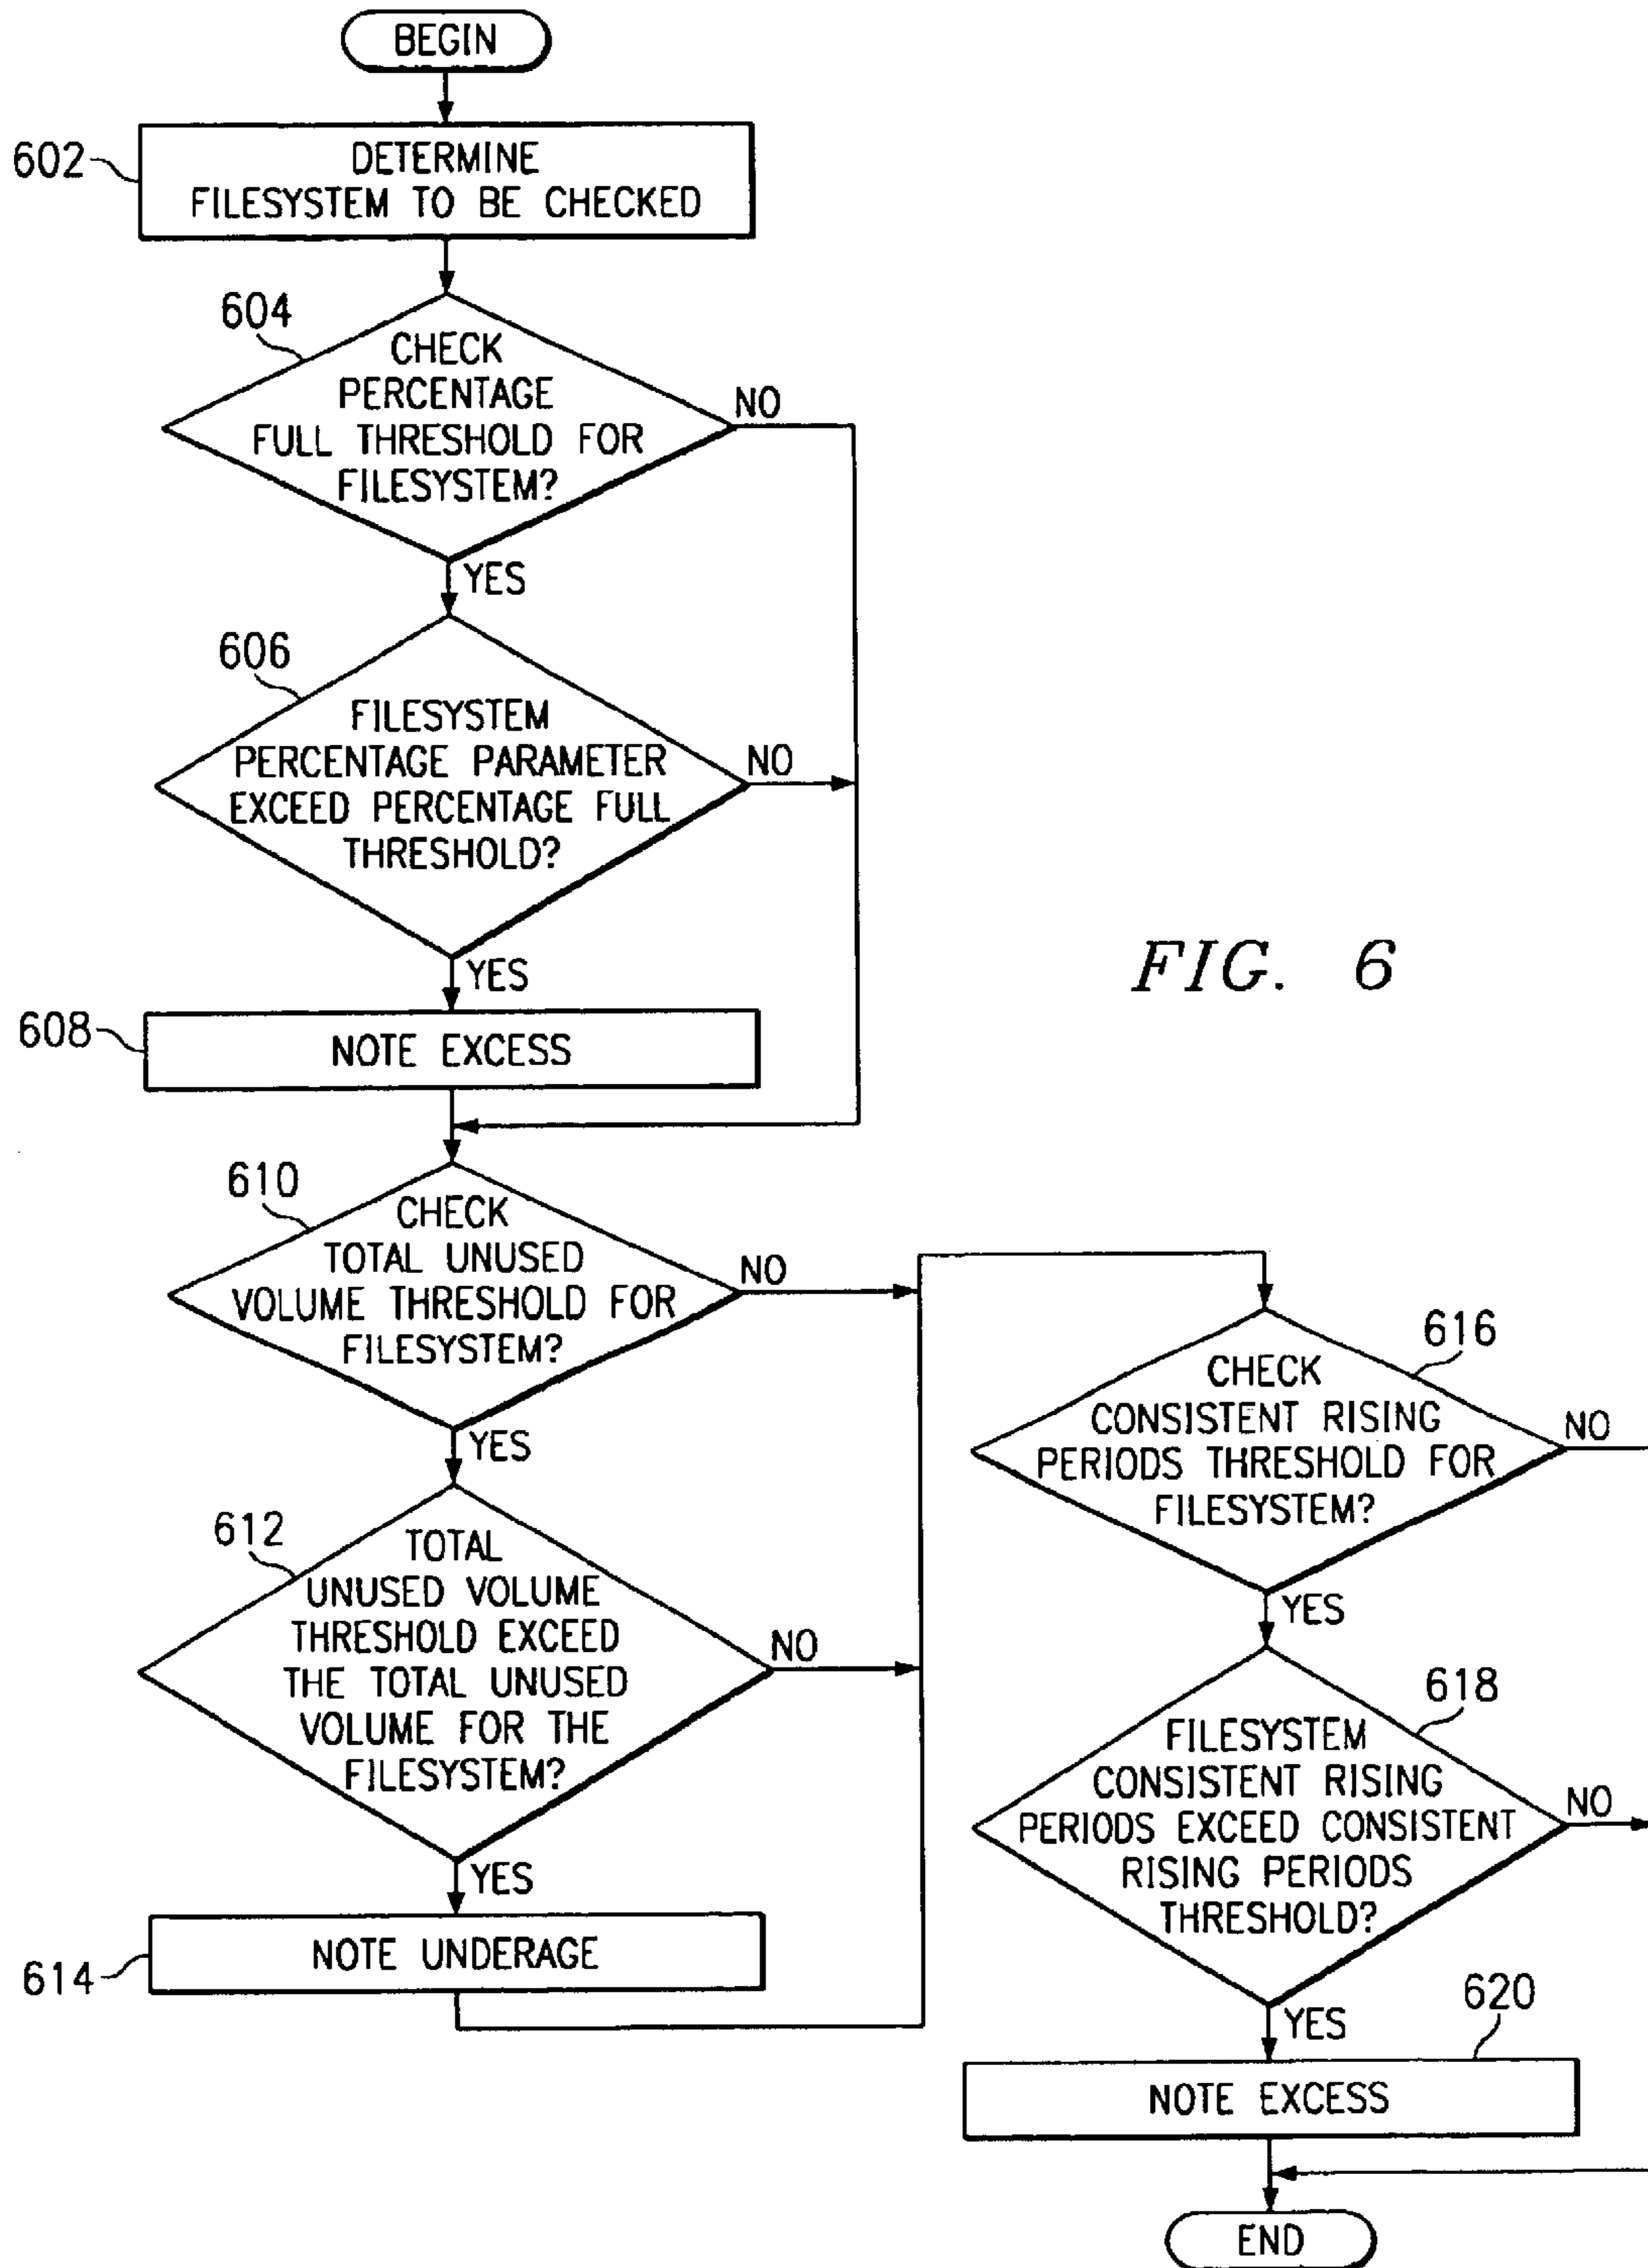 BEGIN
602
DETERMINE
FILESYSTEM TO BE CHECKED
604
CHECK
PERCENTAGE
FULL THRESHOLD FOR
FILESYSTEM?
NO
YES
606
FILESYSTEM
PERCENTAGE PARAMETER
EXCEED PERCENTAGE FULL
THRESHOLD?
NO
YES
608
NOTE EXCESS
FIG. 6
610
CHECK
TOTAL UNUSED
VOLUME THRESHOLD FOR
FILESYSTEM?
NO
YES
612
TOTAL
UNUSED VOLUME
THRESHOLD EXCEED
THE TOTAL UNUSED
VOLUME FOR THE
FILESYSTEM?
NO
YES
614
NOTE UNDERAGE
616
CHECK
CONSISTENT RISING
PERIODS THRESHOLD FOR
FILESYSTEM?
NO
YES
618
FILESYSTEM
CONSISTENT RISING
PERIODS EXCEED CONSISTENT
RISING PERIODS
THRESHOLD?
NO
YES
620
NOTE EXCESS
END